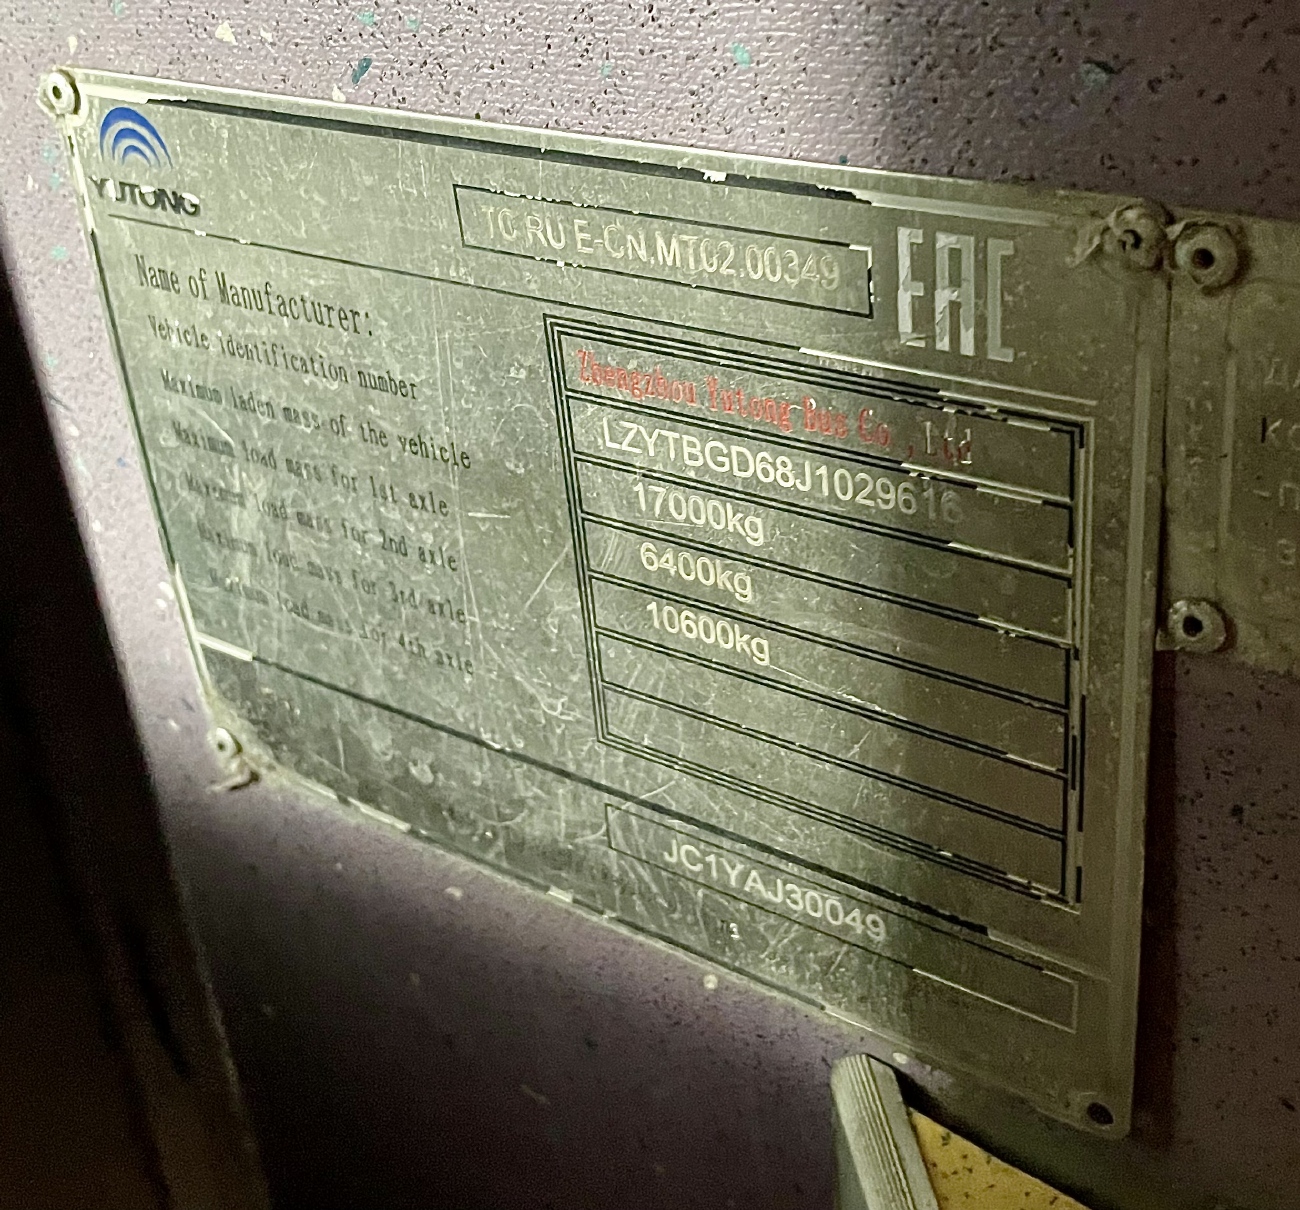 YUTONG
TC RU E-CN.MT02.00349
EAC
Name of Manufacturer: Zhengzhou Yutong Bus Co.,Ltd
Vehicle identification number LZYTBGD68J1029616
Maximum laden mass of the vehicle 17000kg
Maximum load mass for 1st axle 6400kg
Maximum load mass for 2nd axle 10600kg
Maximum load mass for 3rd axle
Maximum load mass for 4th axle
JC1YAJ30049